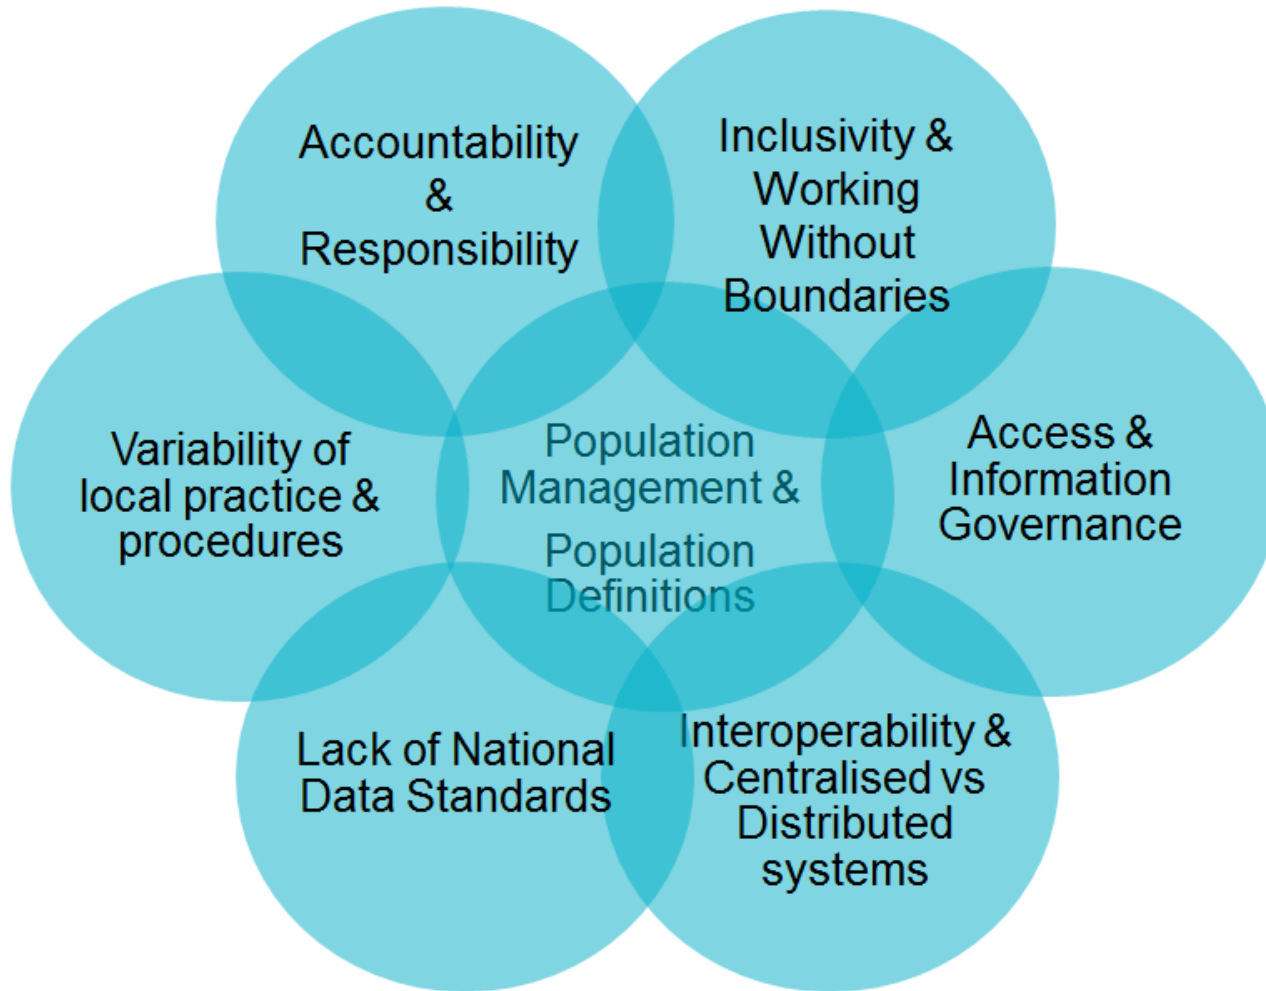 Accountability
&
Responsibility
Inclusivity &
Working
Without
Boundaries
Variability of
local practice &
procedures
Population
Management &
Population
Definitions
Access &
Information
Governance
Lack of National
Data Standards
Interoperability &
Centralised vs
Distributed
systems